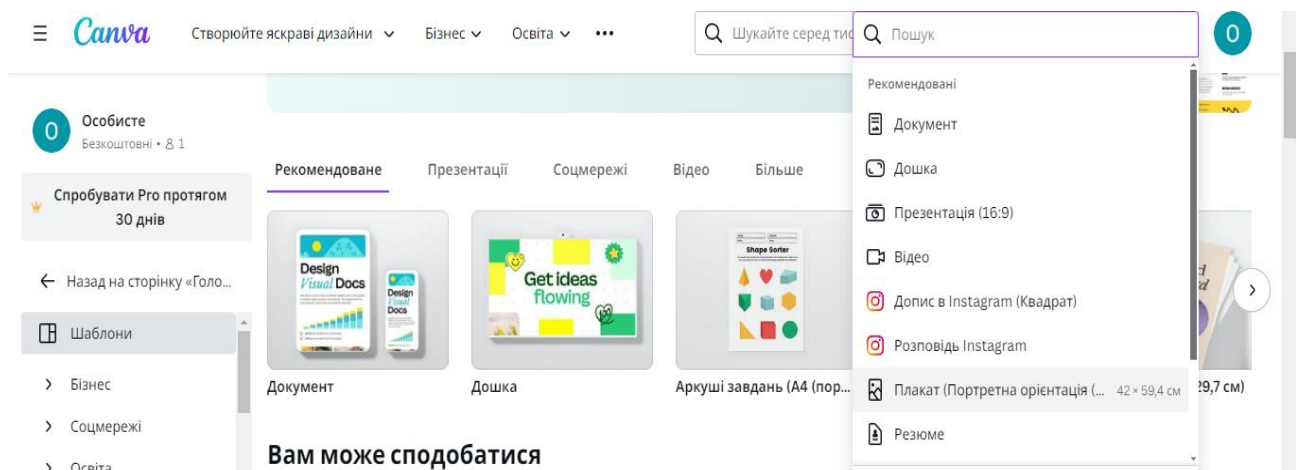 Canva
Створюйте яскраві дизайни
Бізнес
Освіта
Шукайте серед тис
Пошук
О
О
Особисте
Безкоштовні • 1
Спробувати Pro протягом
30 днів
Назад на сторінку «Голо...
Шаблони
Бізнес
Соцмережі
Освіта
Рекомендоване
Презентації
Соцмережі
Відео
Більше
Design
Visual Docs
Design
Visual
Docs
Get ideas
flowing
Shape Sorter
Документ
Дошка
Аркуші завдань (A4 (пор...
29,7 см)
Вам може сподобатися
Рекомендовані
Документ
Дошка
Презентація (16:9)
Відео
Допис в Instagram (Квадрат)
Розповідь Instagram
Плакат (Портретна орієнтація (... 42 × 59,4 см
Резюме